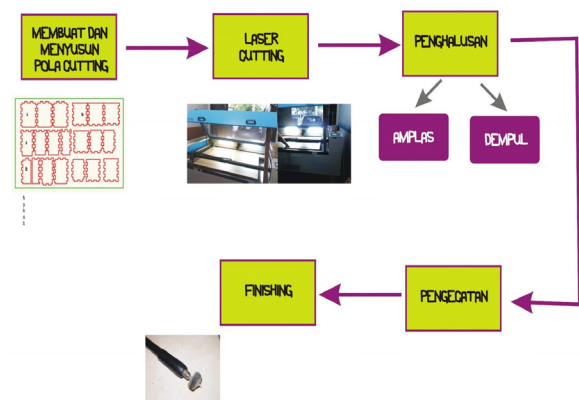 MEMBUAT DAN
MENYUSUN
POLA CUTTING
LASER
CUTTING
PENGHALUSAN
AMPLAS
DEMPUL
FINISHING
PENGECATAN